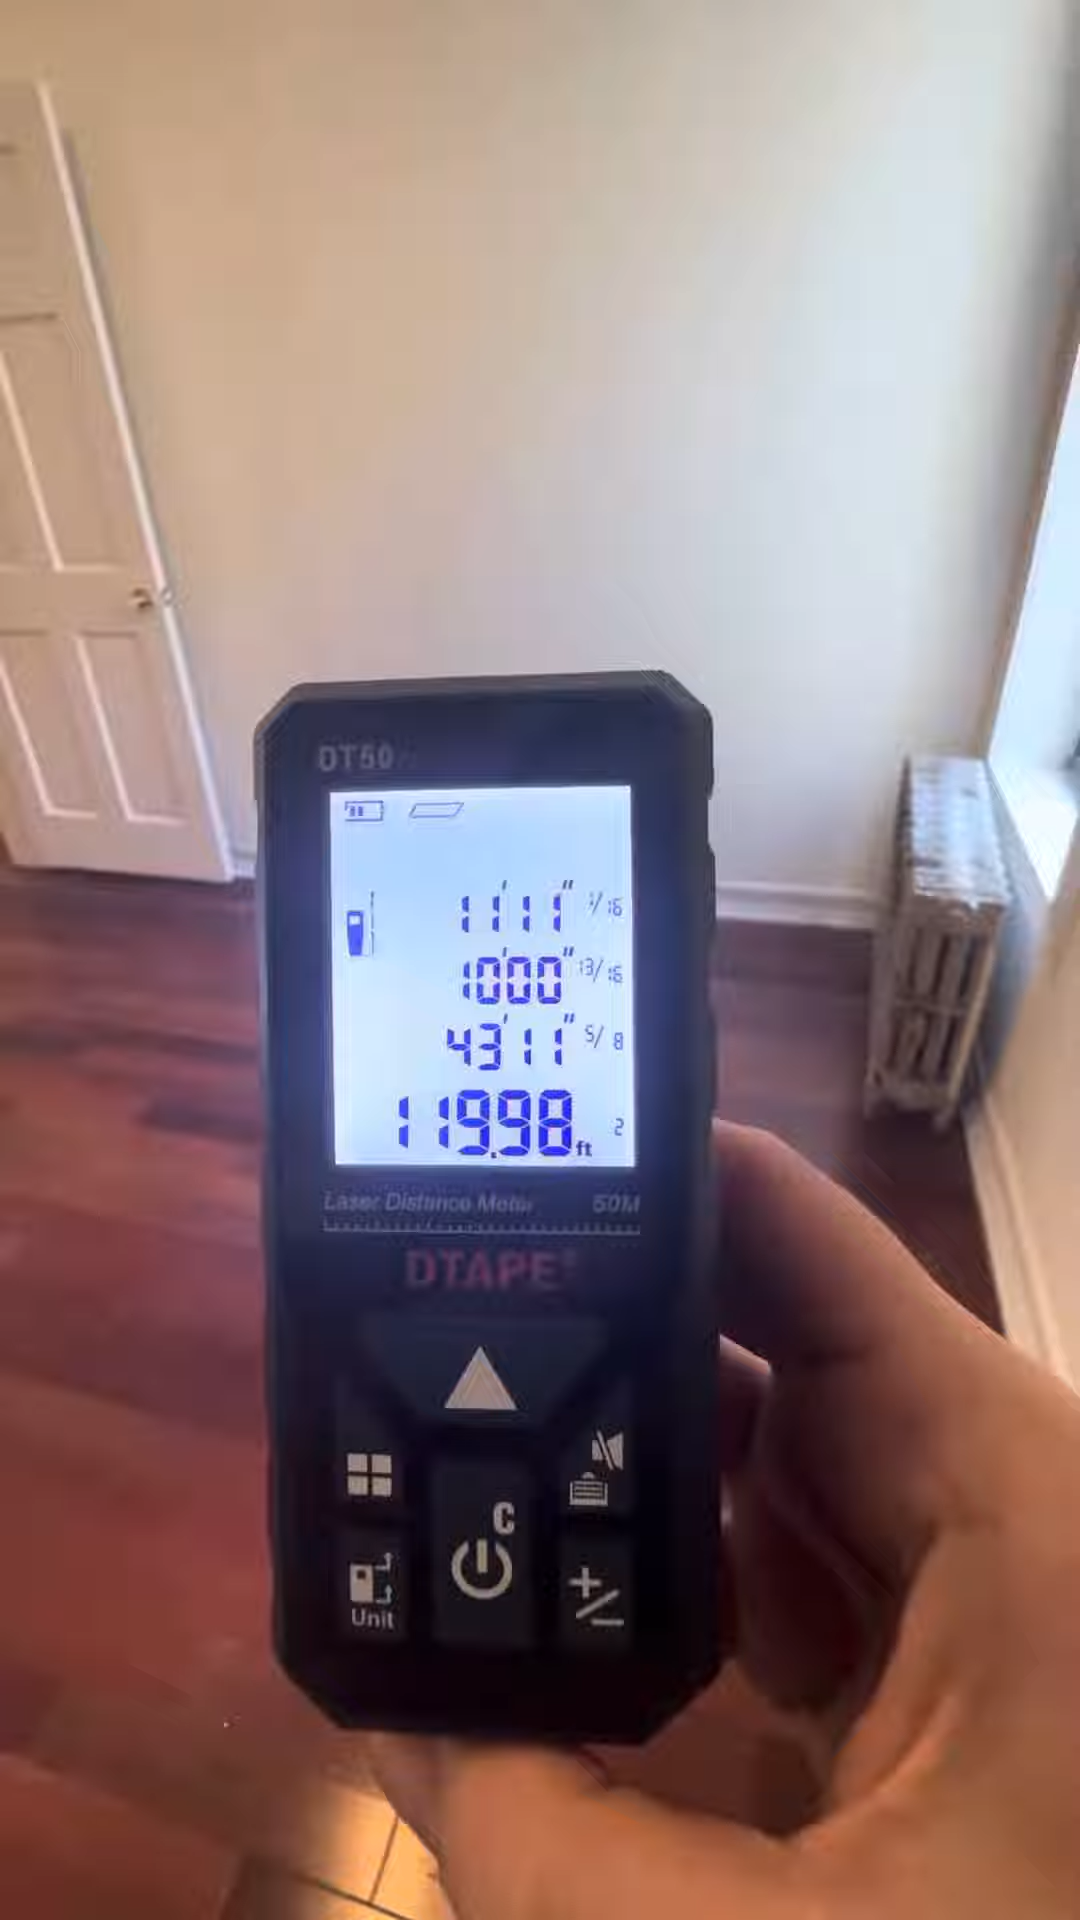 DT50
11'11" 1/16
10'00" 13/16
43'11" 5/8
119.98 ft 2
Laser Distance Meter 50M
DTAPE
C
Unit